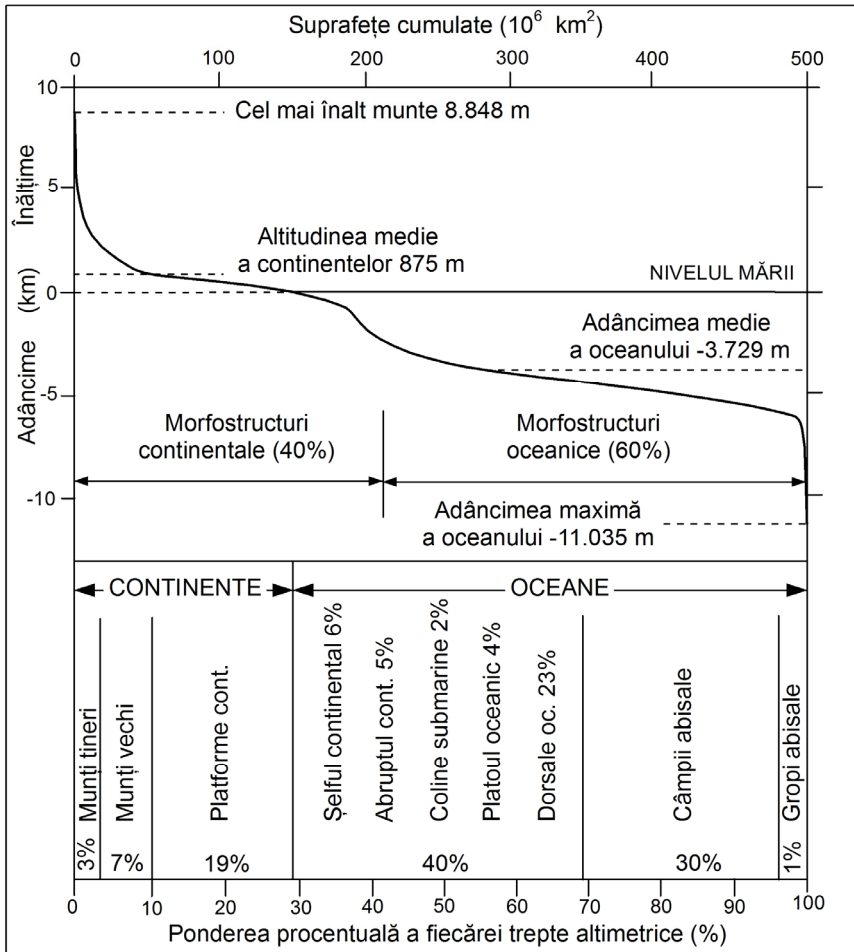 Suprafețe cumulate (10⁶ km²)
0 100 200 300 400 500
10
Cel mai înalt munte 8.848 m
Înălțime
5
Altitudinea medie
a continentelor 875 m
NIVELUL MĂRII
(km)
0
Adâncimea medie
a oceanului -3.729 m
Adâncime
-5
Morfostructuri
continentale (40%)
Morfostructuri
oceanice (60%)
-10
Adâncimea maximă
a oceanului -11.035 m
CONTINENTE OCEANE
Munți tineri
Munți vechi
Platforme cont.
Șelful continental 6%
Abruptul cont. 5%
Coline submarine 2%
Platoul oceanic 4%
Dorsale oc. 23%
Câmpii abisale
Gropi abisale
3% 7% 19% 40% 30% 1%
0 10 20 30 40 50 60 70 80 90 100
Ponderea procentuală a fiecărei trepte altimetrice (%)